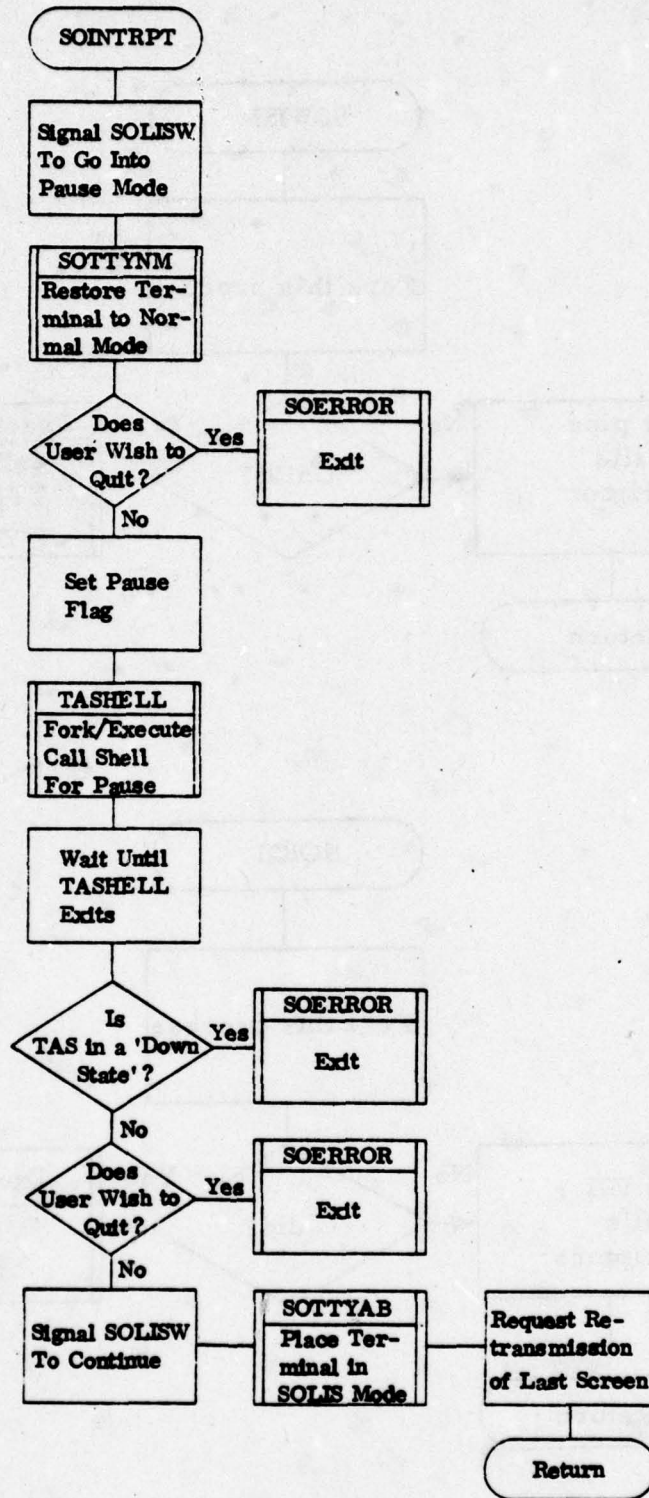 SOINTRPT
Signal SOLISW
To Go Into
Pause Mode
SOTTYNM
Restore Ter-
minal to Nor-
mal Mode
Does
User Wish to
Quit?
Yes
SOERROR
Exit
No
Set Pause
Flag
TASHELL
Fork/Execute
Call Shell
For Pause
Wait Until
TASHELL
Exits
Is
TAS in a 'Down
State'?
Yes
SOERROR
Exit
No
Does
User Wish to
Quit?
Yes
SOERROR
Exit
No
Signal SOLISW
To Continue
SOTTYAB
Place Ter-
minal in
SOLIS Mode
Request Re-
transmission
of Last Screen
Return